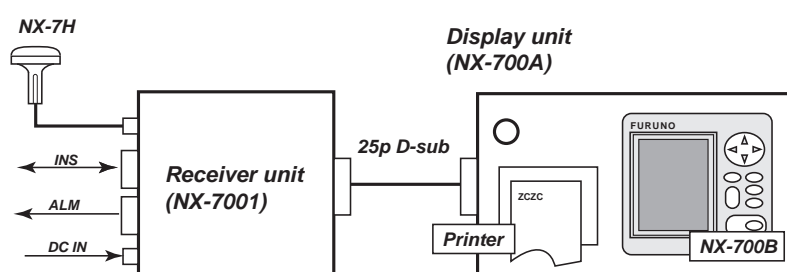 NX-7H
Display unit
(NX-700A)
FURUNO
25p D-sub
INS
Receiver unit
(NX-7001)
ZCZC
ALM
Printer
NX-700B
DC IN